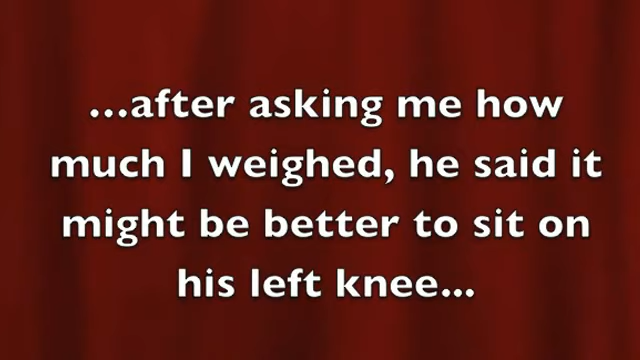 ...after asking me how
much I weighed, he said it
might be better to sit on
his left knee...